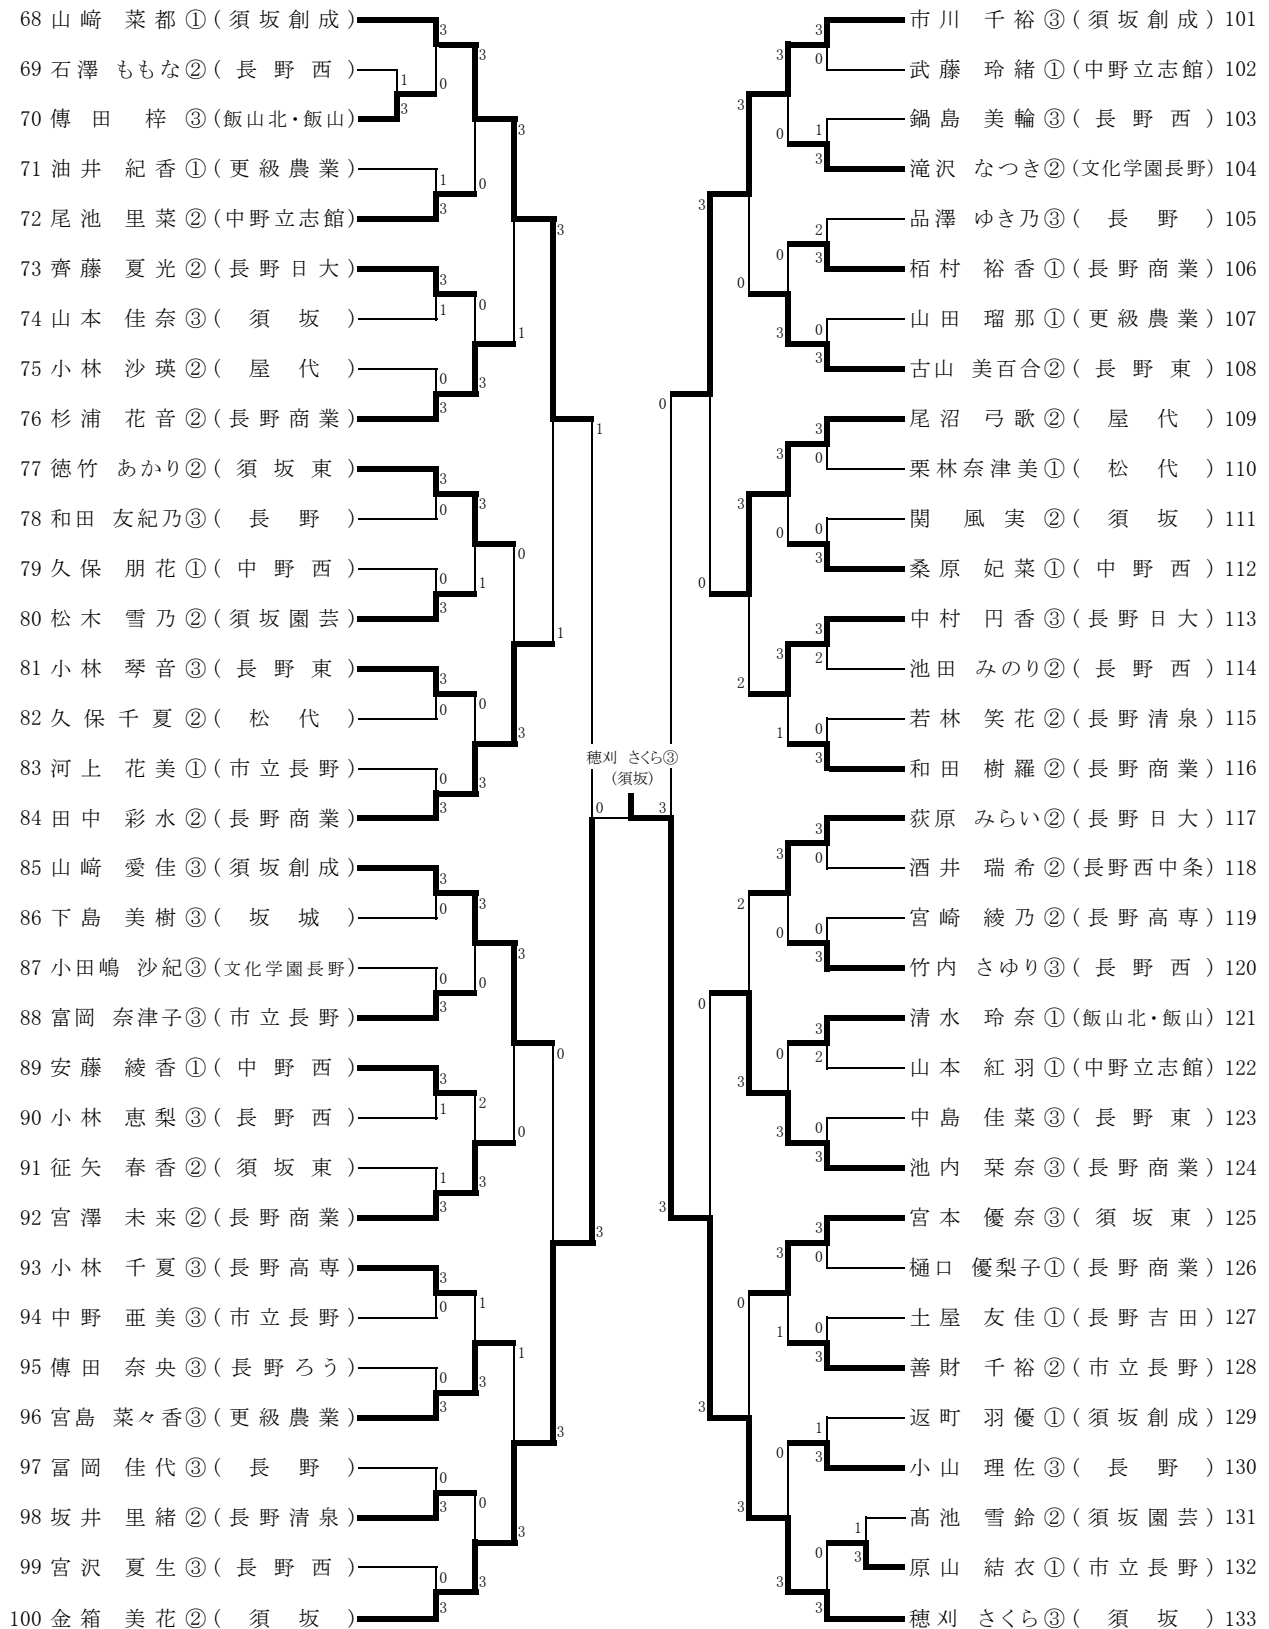 68 山﨑 菜都 ① (須坂創成)
69 石澤 ももな ② (長野西)
70 傳田 梓 ③ (飯山北・飯山)
71 油井 紀香 ① (更級農業)
72 尾池 里菜 ② (中野立志館)
73 齊藤 夏光 ② (長野日大)
74 山本 佳奈 ③ (須坂)
75 小林 沙瑛 ② (屋代)
76 杉浦 花音 ② (長野商業)
77 徳竹 あかり ② (須坂東)
78 和田 友紀乃 ③ (長野)
79 久保 朋花 ① (中野西)
80 松木 雪乃 ② (須坂園芸)
81 小林 琴音 ③ (長野東)
82 久保千夏 ② (松代)
83 河上 花美 ① (市立長野)
84 田中 彩水 ② (長野商業)
85 山﨑 愛佳 ③ (須坂創成)
86 下島 美樹 ③ (坂城)
87 小田嶋 沙紀 ③ (文化学園長野)
88 富岡 奈津子 ③ (市立長野)
89 安藤 綾香 ① (中野西)
90 小林 恵梨 ③ (長野西)
91 征矢 春香 ② (須坂東)
92 宮澤 未来 ② (長野商業)
93 小林 千夏 ③ (長野高専)
94 中野 亜美 ③ (市立長野)
95 傳田 奈央 ③ (長野ろう)
96 宮島 菜々香 ③ (更級農業)
97 冨岡 佳代 ③ (長野)
98 坂井 里緒 ② (長野清泉)
99 宮沢 夏生 ③ (長野西)
100 金箱 美花 ② (須坂)
穂刈 さくら③
(須坂)
市川 千裕 ③ (須坂創成) 101
武藤 玲緒 ① (中野立志館) 102
鍋島 美輪 ③ (長野西) 103
滝沢 なつき ② (文化学園長野) 104
品澤 ゆき乃 ③ (長野) 105
栢村 裕香 ① (長野商業) 106
山田 瑠那 ① (更級農業) 107
古山 美百合 ② (長野東) 108
尾沼 弓歌 ② (屋代) 109
栗林奈津美 ① (松代) 110
関 風実 ② (須坂) 111
桑原 妃菜 ① (中野西) 112
中村 円香 ③ (長野日大) 113
池田 みのり ② (長野西) 114
若林 笑花 ② (長野清泉) 115
和田 樹羅 ② (長野商業) 116
荻原 みらい ② (長野日大) 117
酒井 瑞希 ② (長野西中条) 118
宮崎 綾乃 ② (長野高専) 119
竹内 さゆり ③ (長野西) 120
清水 玲奈 ① (飯山北・飯山) 121
山本 紅羽 ① (中野立志館) 122
中島 佳菜 ③ (長野東) 123
池内 栞奈 ③ (長野商業) 124
宮本 優奈 ③ (須坂東) 125
樋口 優梨子 ① (長野商業) 126
土屋 友佳 ① (長野吉田) 127
善財 千裕 ② (市立長野) 128
返町 羽優 ① (須坂創成) 129
小山 理佐 ③ (長野) 130
髙池 雪鈴 ② (須坂園芸) 131
原山 結衣 ① (市立長野) 132
穂刈 さくら ③ (須坂) 133